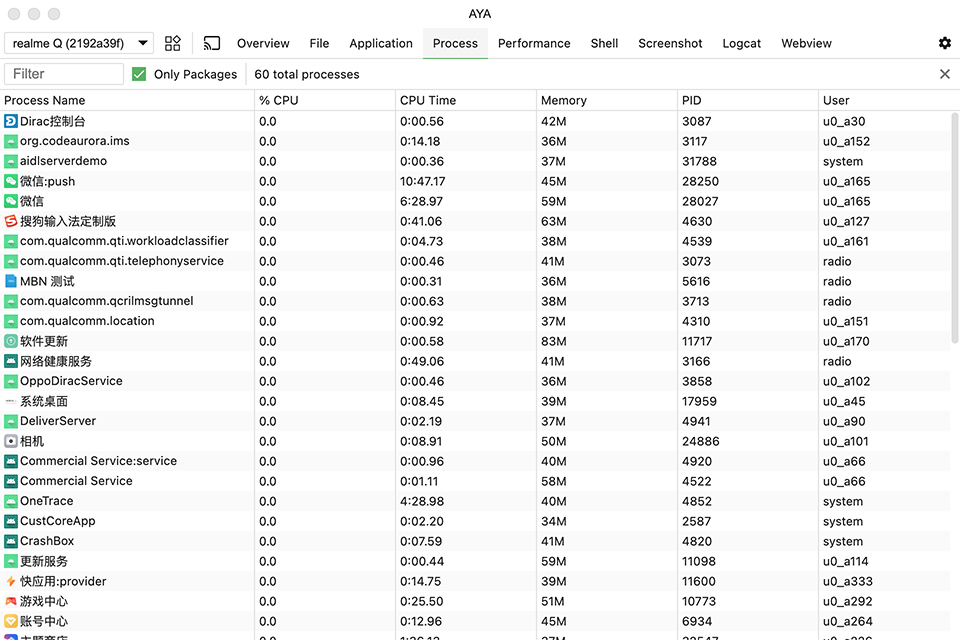 AYA
realme Q (2192a39f) Overview File Application Process Performance Shell Screenshot Logcat Webview
Filter Only Packages 60 total processes
Process Name % CPU CPU Time Memory PID User
Dirac控制台 0.0 0:00.56 42M 3087 u0_a30
org.codeaurora.ims 0.0 0:14.18 36M 3117 u0_a152
aidlserverdemo 0.0 0:00.36 37M 31788 system
微信:push 0.0 10:47.17 45M 28250 u0_a165
微信 0.0 6:28.97 59M 28027 u0_a165
搜狗输入法定制版 0.0 0:41.06 63M 4630 u0_a127
com.qualcomm.qti.workloadclassifier 0.0 0:04.73 38M 4539 u0_a161
com.qualcomm.qti.telephonyservice 0.0 0:00.46 41M 3073 radio
MBN 测试 0.0 0:00.31 36M 5616 radio
com.qualcomm.qcrilmsgtunnel 0.0 0:00.63 38M 3713 radio
com.qualcomm.location 0.0 0:00.92 37M 4310 u0_a151
软件更新 0.0 0:00.58 83M 11717 u0_a170
网络健康服务 0.0 0:49.06 41M 3166 radio
OppoDiracService 0.0 0:00.46 36M 3858 u0_a102
系统桌面 0.0 0:08.45 39M 17959 u0_a45
DeliverServer 0.0 0:02.19 37M 4941 u0_a90
相机 0.0 0:08.91 50M 24886 u0_a101
Commercial Service:service 0.0 0:00.96 40M 4920 u0_a66
Commercial Service 0.0 0:01.11 58M 4522 u0_a66
OneTrace 0.0 4:28.98 40M 4852 system
CustCoreApp 0.0 0:02.20 34M 2587 system
CrashBox 0.0 0:07.59 41M 4820 system
更新服务 0.0 0:00.44 59M 11098 u0_a114
快应用:provider 0.0 0:14.75 39M 11600 u0_a333
游戏中心 0.0 0:25.50 51M 10773 u0_a292
账号中心 0.0 0:12.96 45M 6934 u0_a264
主题商店 0.0